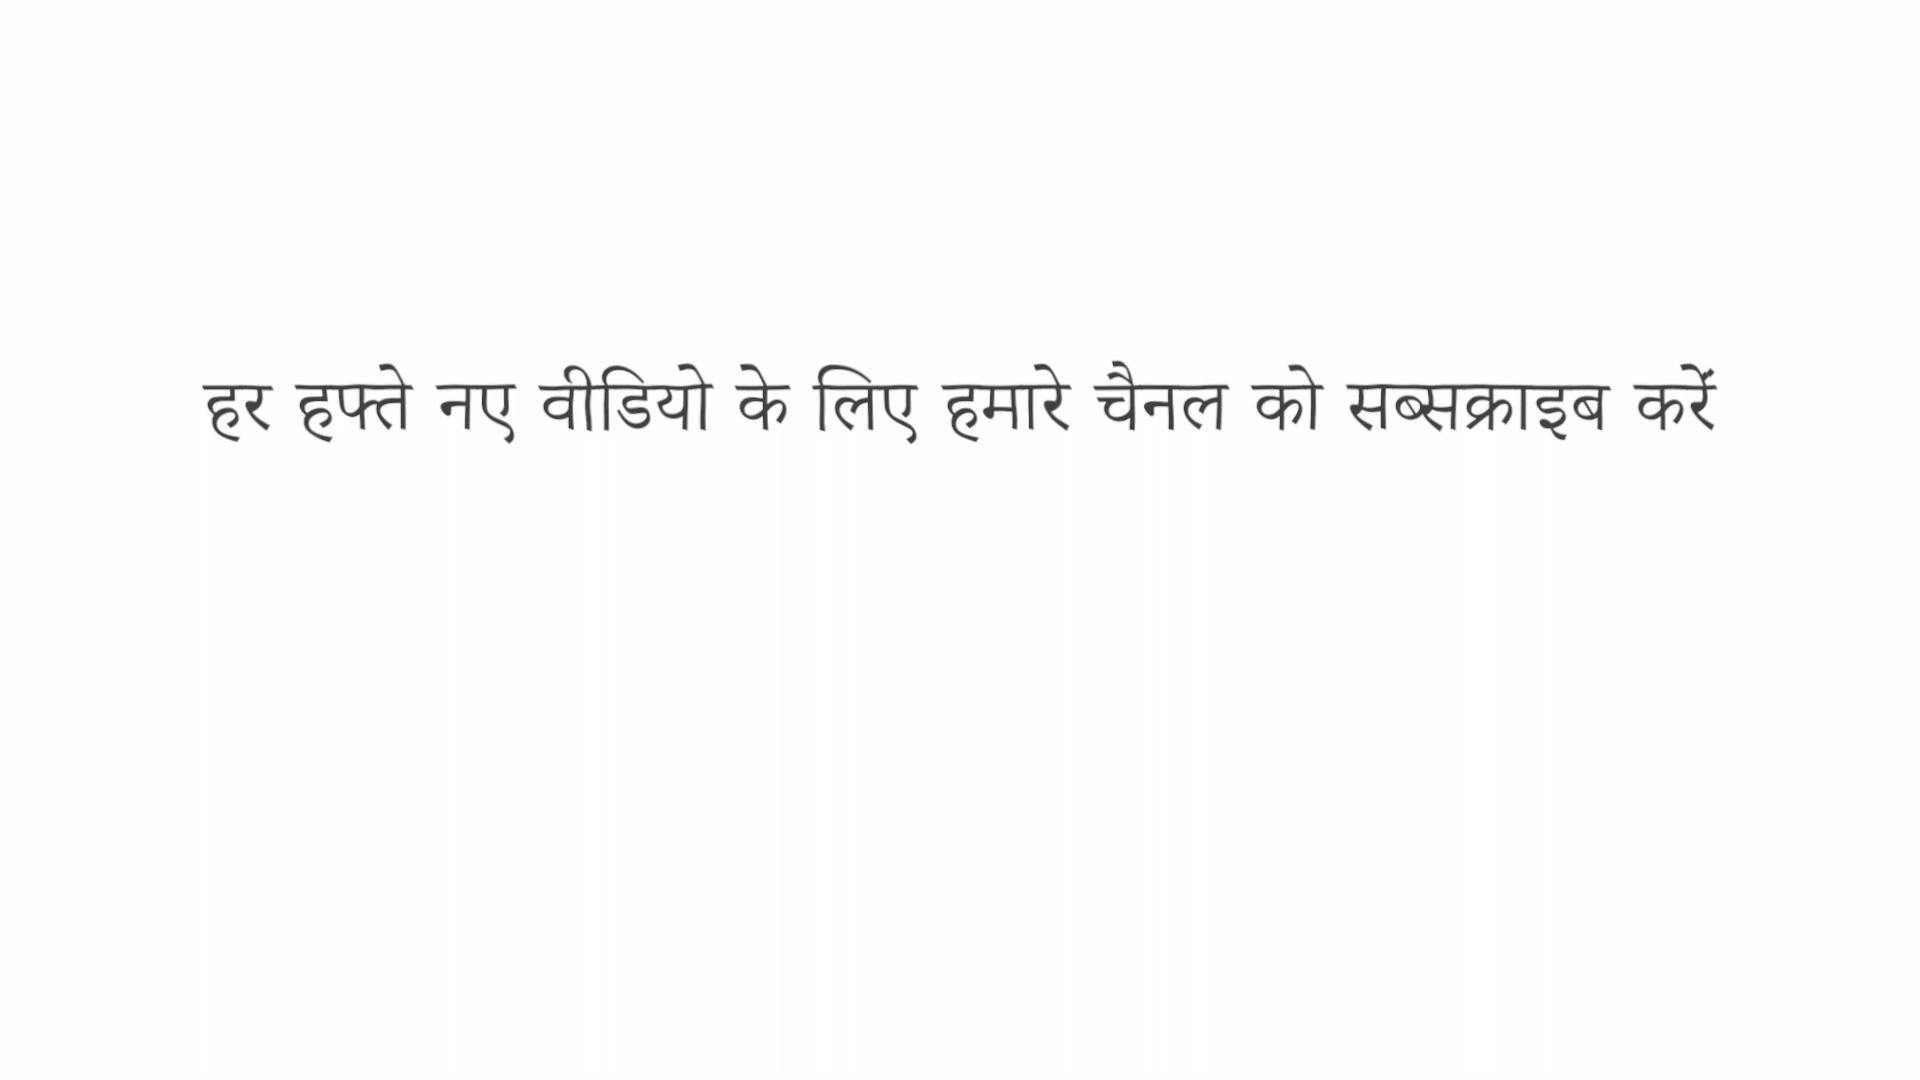 हर हफ्ते नए वीडियो के लिए हमारे चैनल को सब्सक्राइब करें